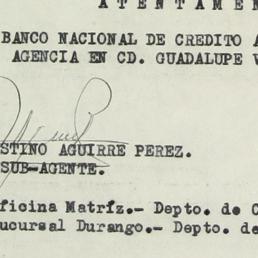 A T E N T A M E N
BANCO NACIONAL DE CREDITO A
AGENCIA EN CD. GUADALUPE V
STINO AGUIRRE PEREZ.
SUB-AGENTE.
ficina Matríz.- Depto. de C
ucursal Durango.- Depto. de